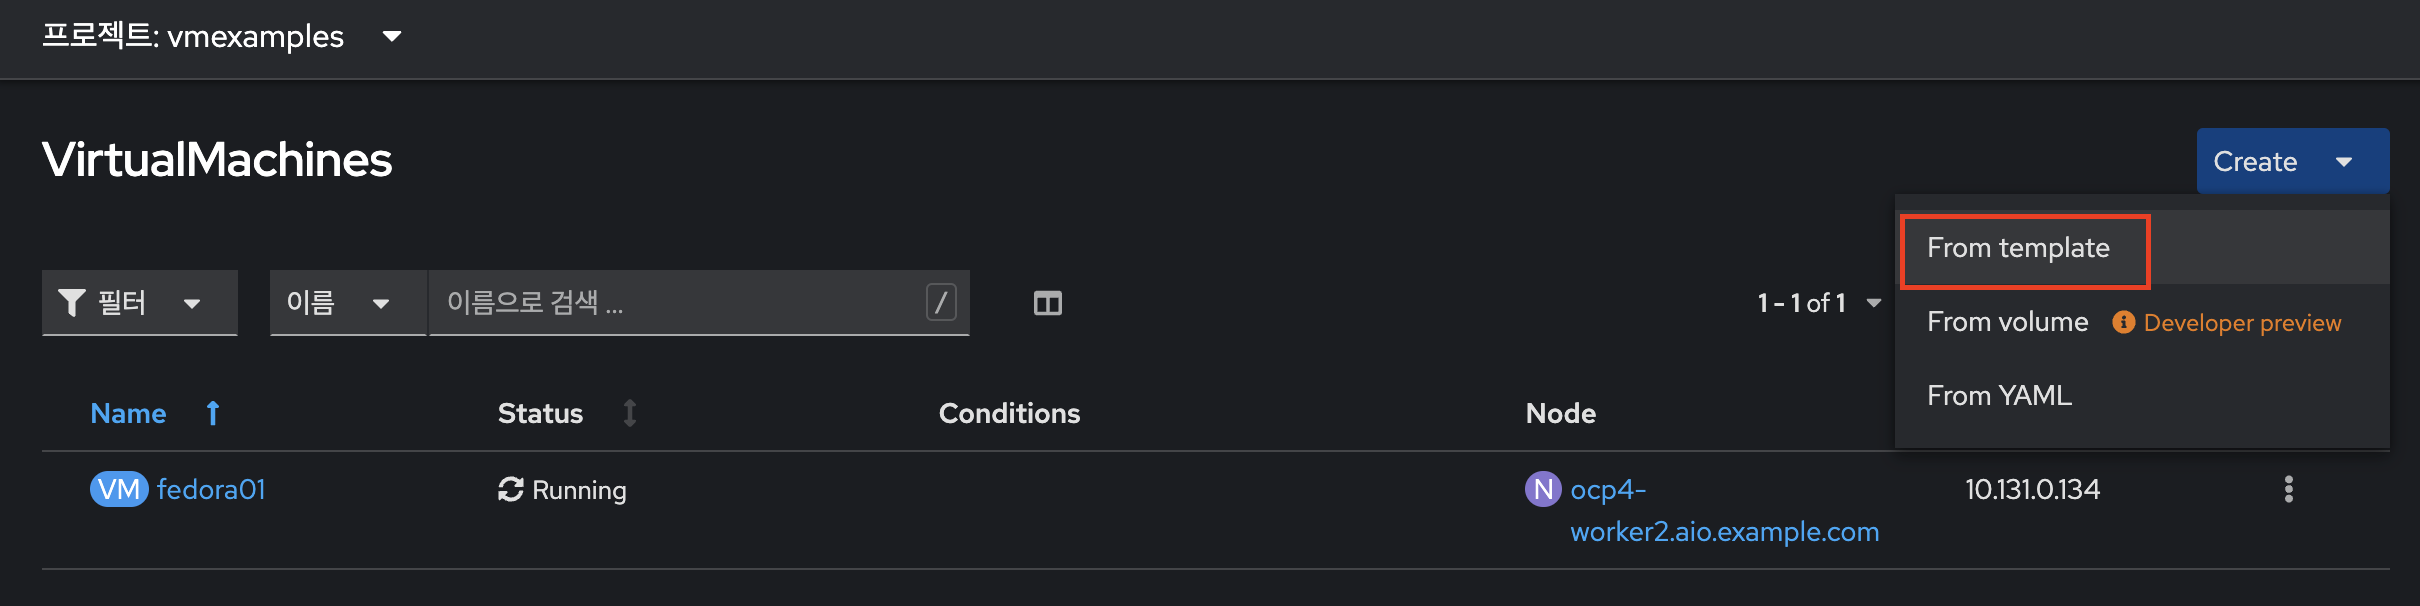 프로젝트: vmexamples
VirtualMachines
Create
From template
From volume Developer preview
From YAML
필터
이름
이름으로 검색 ...
/
1 - 1 of 1
Name Status Conditions Node
VM fedora01 Running N ocp4- 10.131.0.134
worker2.aio.example.com